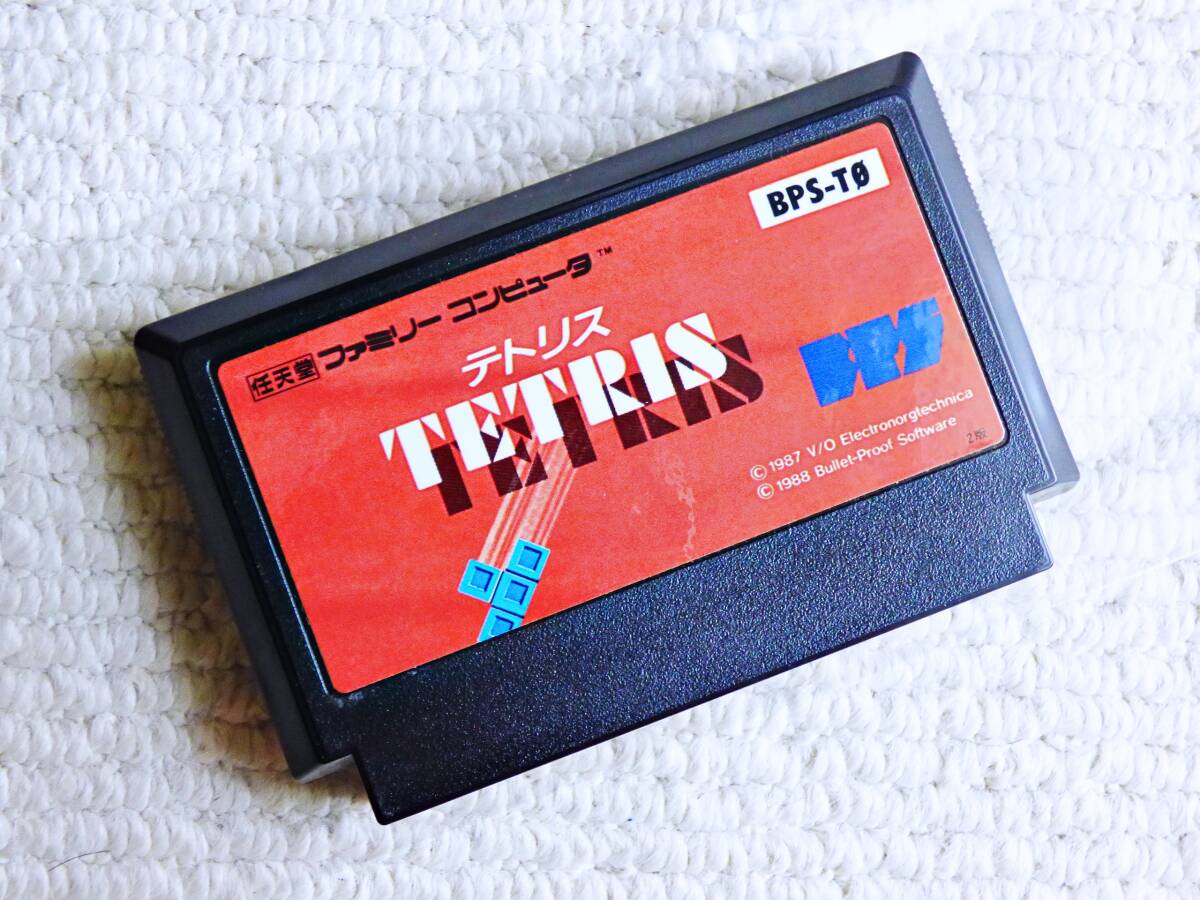 BPS-TØ
任天堂 ファミリー コンピュータ™
テトリス
TETRIS
BPS
© 1987 V/O Electronorgtechnica
© 1988 Bullet-Proof Software
2版